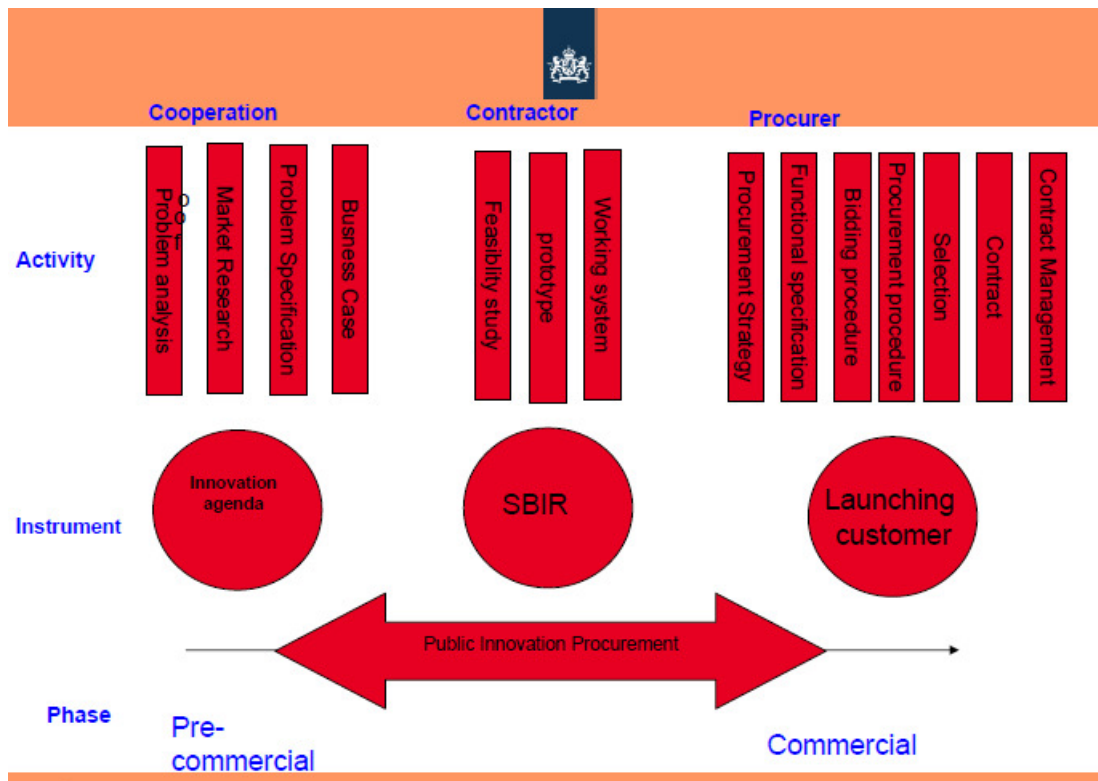 Cooperation
Contractor
Procurer
Activity
Problem analysis
Market Research
Problem Specification
Busness Case
Feasiblity study
prototype
Working system
Procurement Strategy
Functional specification
Bidding procedure
Procurement procedure
Selection
Contract
Contract Management
Instrument
Innovation
agenda
SBIR
Launching
customer
Public Innovation Procurement
Phase
Pre-
commercial
Commercial